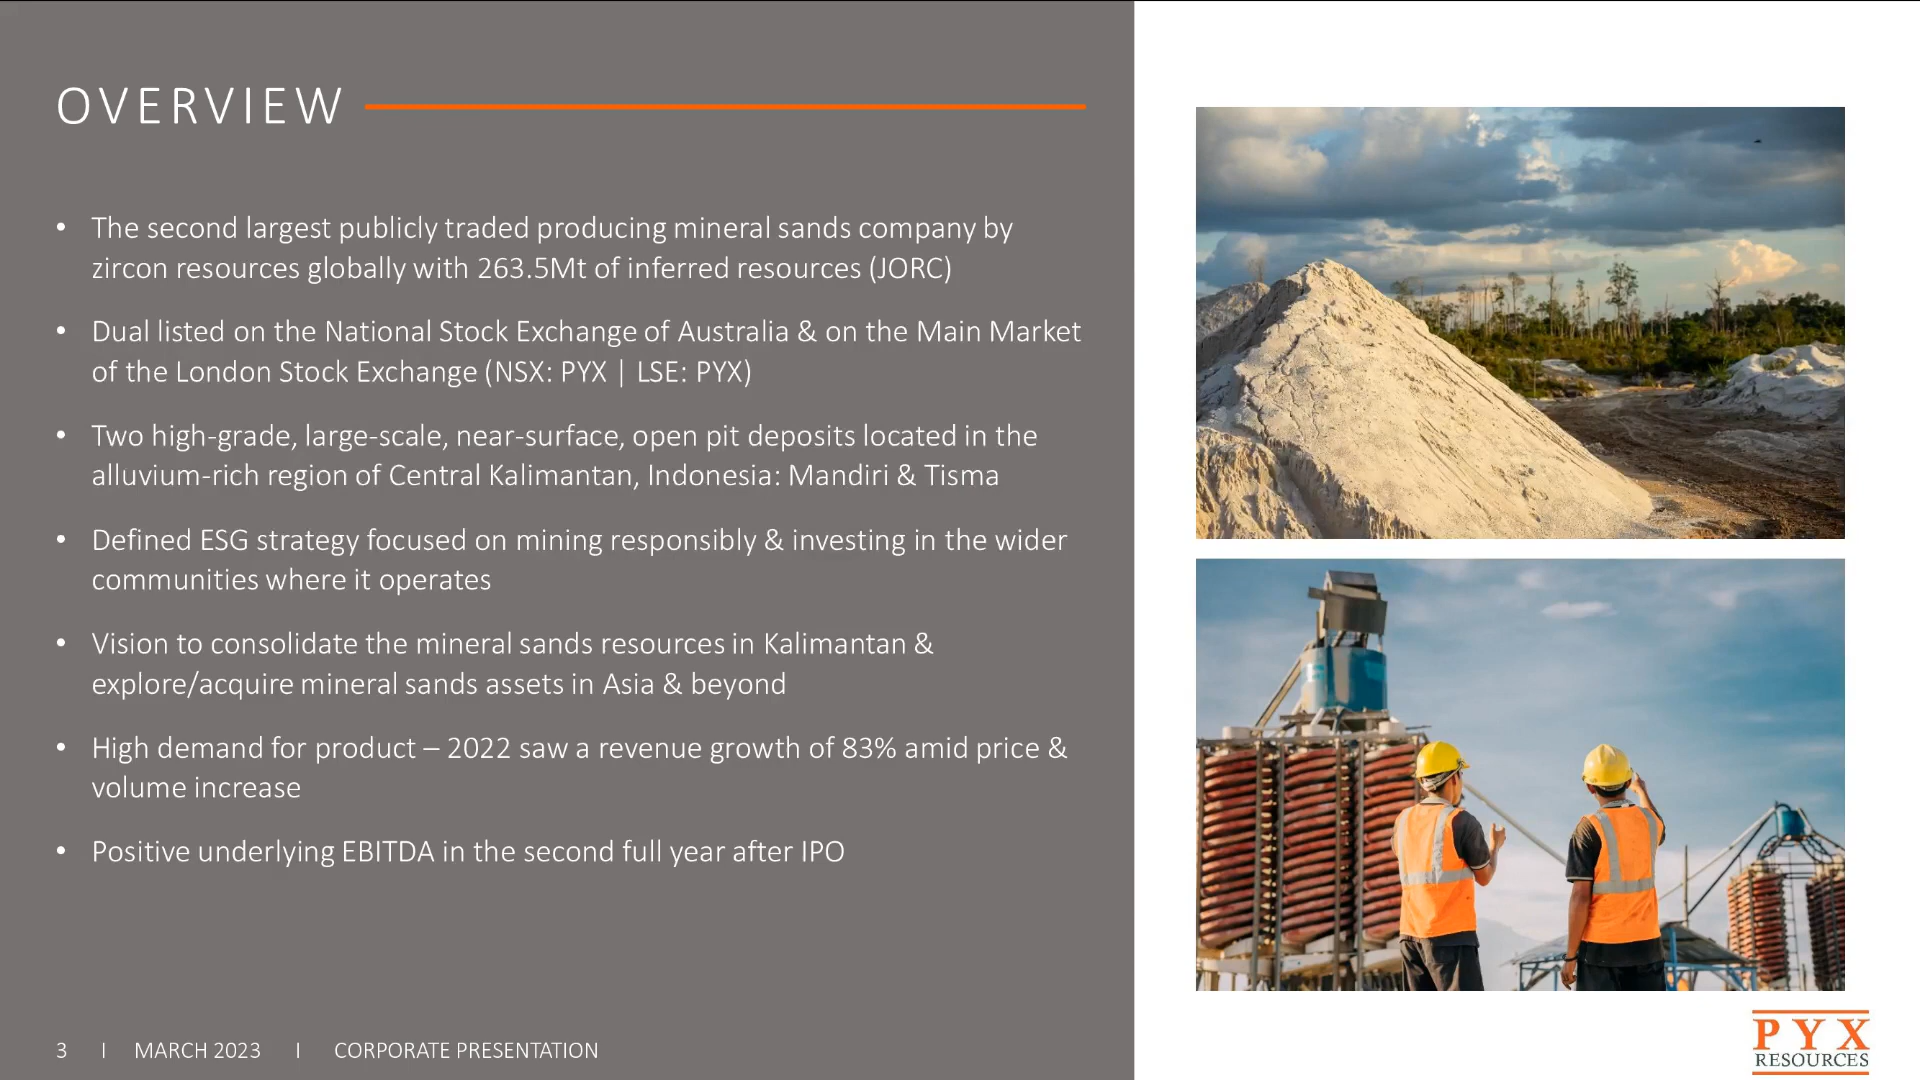 OVERVIEW
• The second largest publicly traded producing mineral sands company by
zircon resources globally with 263.5Mt of inferred resources (JORC)
• Dual listed on the National Stock Exchange of Australia & on the Main Market
of the London Stock Exchange (NSX: PYX | LSE: PYX)
• Two high-grade, large-scale, near-surface, open pit deposits located in the
alluvium-rich region of Central Kalimantan, Indonesia: Mandiri & Tisma
• Defined ESG strategy focused on mining responsibly & investing in the wider
communities where it operates
• Vision to consolidate the mineral sands resources in Kalimantan &
explore/acquire mineral sands assets in Asia & beyond
• High demand for product – 2022 saw a revenue growth of 83% amid price &
volume increase
• Positive underlying EBITDA in the second full year after IPO
3 I MARCH 2023 I CORPORATE PRESENTATION
PYX
RESOURCES